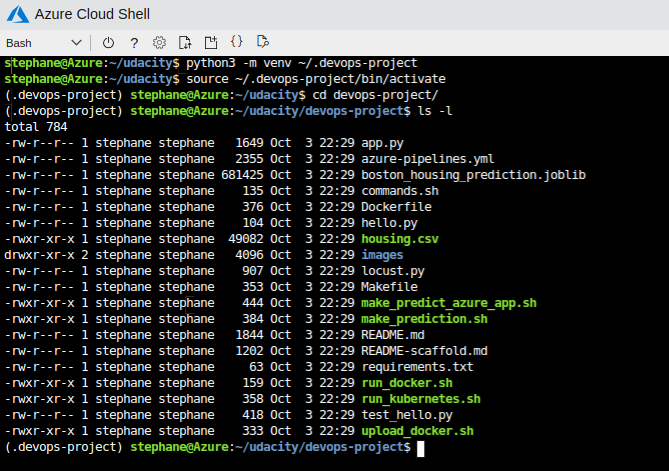 Azure Cloud Shell
Bash
? {}
stephane@Azure:~/udacity$ python3 -m venv ~/.devops-project
stephane@Azure:~/udacity$ source ~/.devops-project/bin/activate
(.devops-project) stephane@Azure:~/udacity$ cd devops-project/
(.devops-project) stephane@Azure:~/udacity/devops-project$ ls -l
total 784
-rw-r--r-- 1 stephane stephane   1649 Oct  3 22:29 app.py
-rw-r--r-- 1 stephane stephane   2355 Oct  3 22:29 azure-pipelines.yml
-rw-r--r-- 1 stephane stephane 681425 Oct  3 22:29 boston_housing_prediction.joblib
-rw-r--r-- 1 stephane stephane    135 Oct  3 22:29 commands.sh
-rw-r--r-- 1 stephane stephane    376 Oct  3 22:29 Dockerfile
-rw-r--r-- 1 stephane stephane    104 Oct  3 22:29 hello.py
-rwxr-xr-x 1 stephane stephane  49082 Oct  3 22:29 housing.csv
drwxr-xr-x 2 stephane stephane   4096 Oct  3 22:29 images
-rw-r--r-- 1 stephane stephane    907 Oct  3 22:29 locust.py
-rw-r--r-- 1 stephane stephane    353 Oct  3 22:29 Makefile
-rwxr-xr-x 1 stephane stephane    444 Oct  3 22:29 make_predict_azure_app.sh
-rwxr-xr-x 1 stephane stephane    384 Oct  3 22:29 make_prediction.sh
-rw-r--r-- 1 stephane stephane   1844 Oct  3 22:29 README.md
-rw-r--r-- 1 stephane stephane   1202 Oct  3 22:29 README-scaffold.md
-rw-r--r-- 1 stephane stephane     63 Oct  3 22:29 requirements.txt
-rwxr-xr-x 1 stephane stephane    159 Oct  3 22:29 run_docker.sh
-rwxr-xr-x 1 stephane stephane    358 Oct  3 22:29 run_kubernetes.sh
-rw-r--r-- 1 stephane stephane    418 Oct  3 22:29 test_hello.py
-rwxr-xr-x 1 stephane stephane    333 Oct  3 22:29 upload_docker.sh
(.devops-project) stephane@Azure:~/udacity/devops-project$